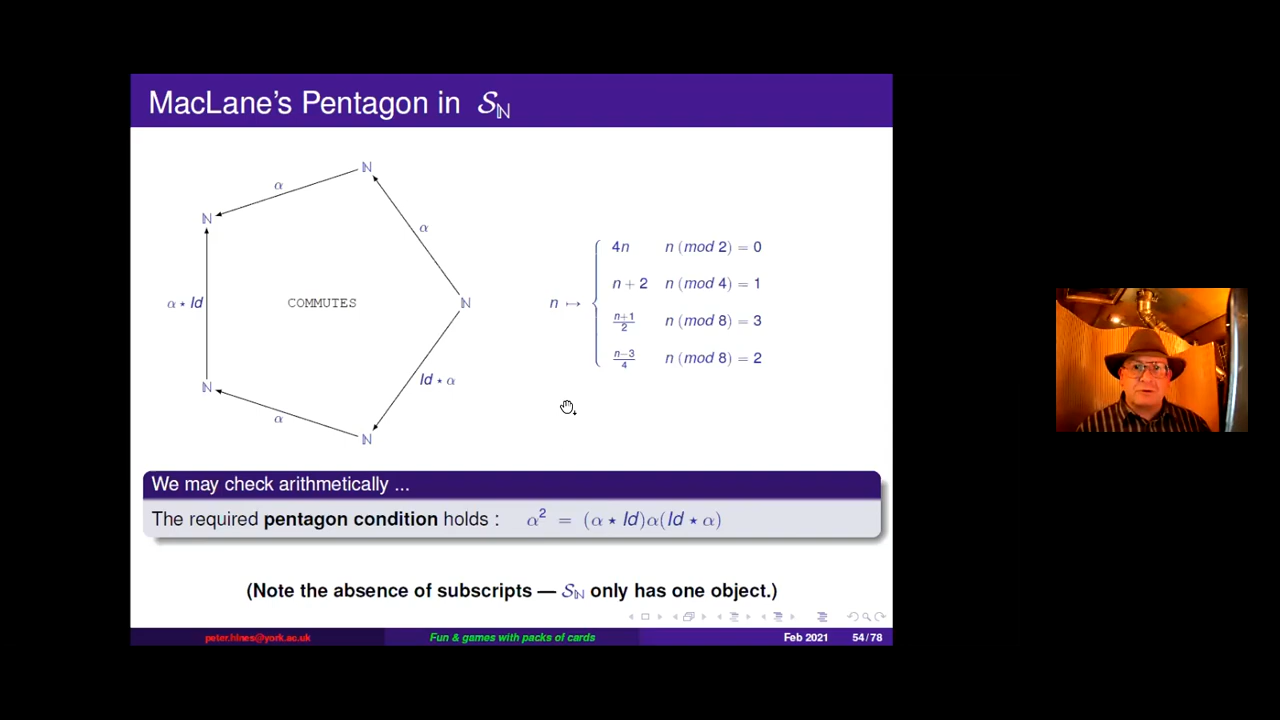 MacLane's Pentagon in 𝒮_ℕ
ℕ
α
ℕ
α
α ⋆ Id
COMMUTES
ℕ
Id ⋆ α
ℕ
α
ℕ
n ↦
4n n (mod 2) = 0
n + 2 n (mod 4) = 1
(n+1)/2 n (mod 8) = 3
(n−3)/4 n (mod 8) = 2
We may check arithmetically ...
The required pentagon condition holds : α² = (α ⋆ Id)α(Id ⋆ α)
(Note the absence of subscripts — 𝒮_ℕ only has one object.)
peter.hines@york.ac.uk Fun & games with packs of cards Feb 2021 54 / 78